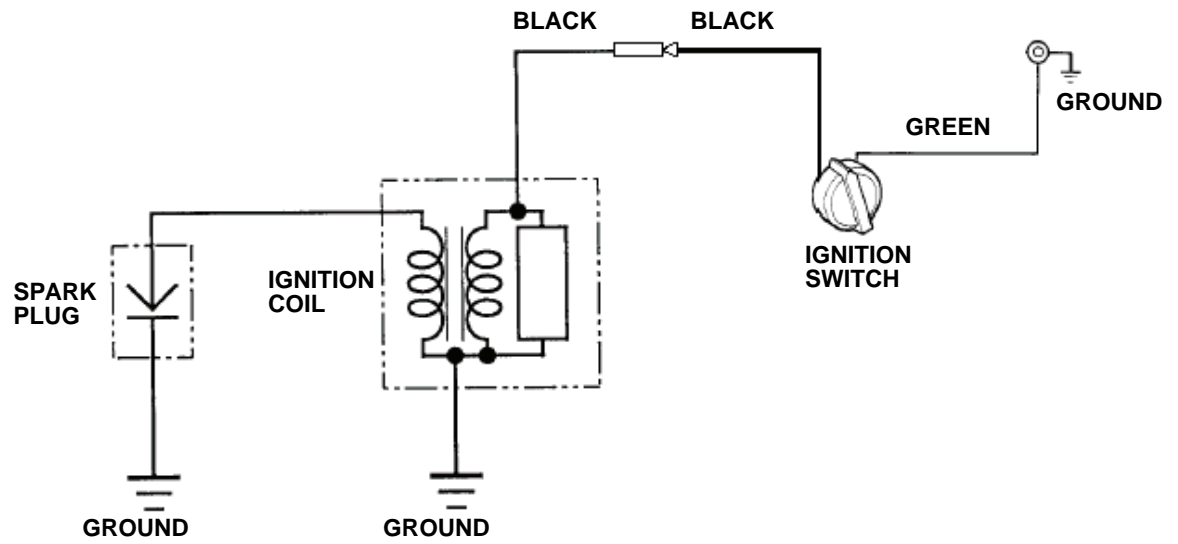 BLACK
BLACK
GROUND
GREEN
IGNITION
SWITCH
IGNITION
COIL
SPARK
PLUG
GROUND
GROUND